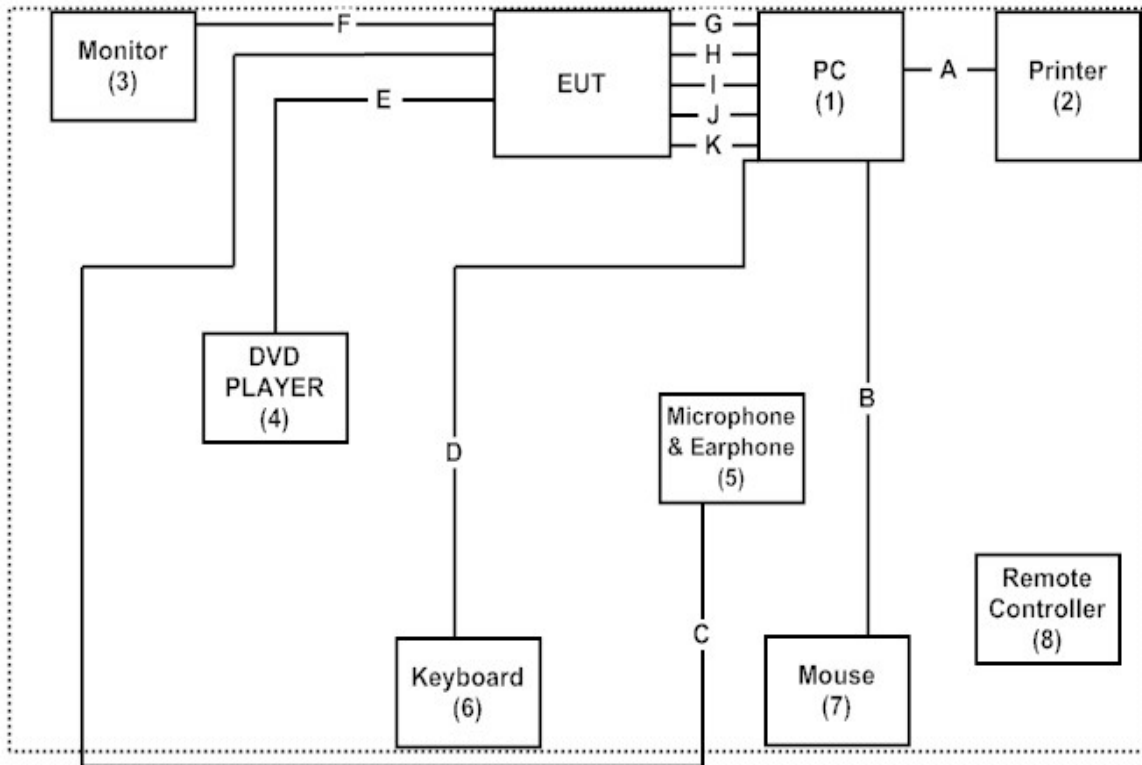 F
G
Monitor
(3)
EUT
H
PC
(1)
Printer
(2)
A
I
E
J
K
DVD
PLAYER
(4)
Microphone
& Earphone
(5)
B
D
Remote
Controller
(8)
C
Keyboard
(6)
Mouse
(7)